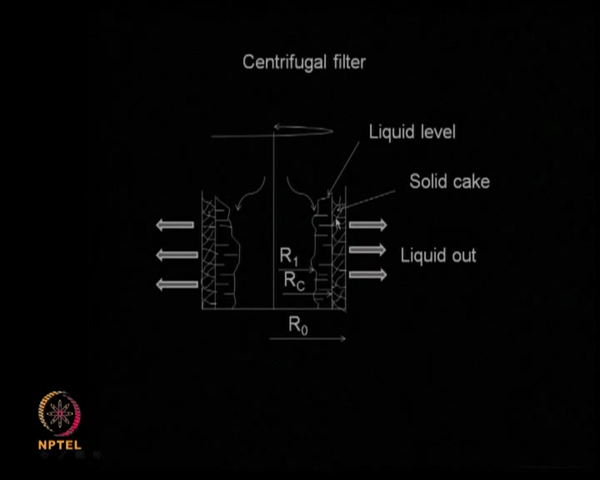 Centrifugal filter
Liquid level
Solid cake
Liquid out
R1
RC
R0
NPTEL